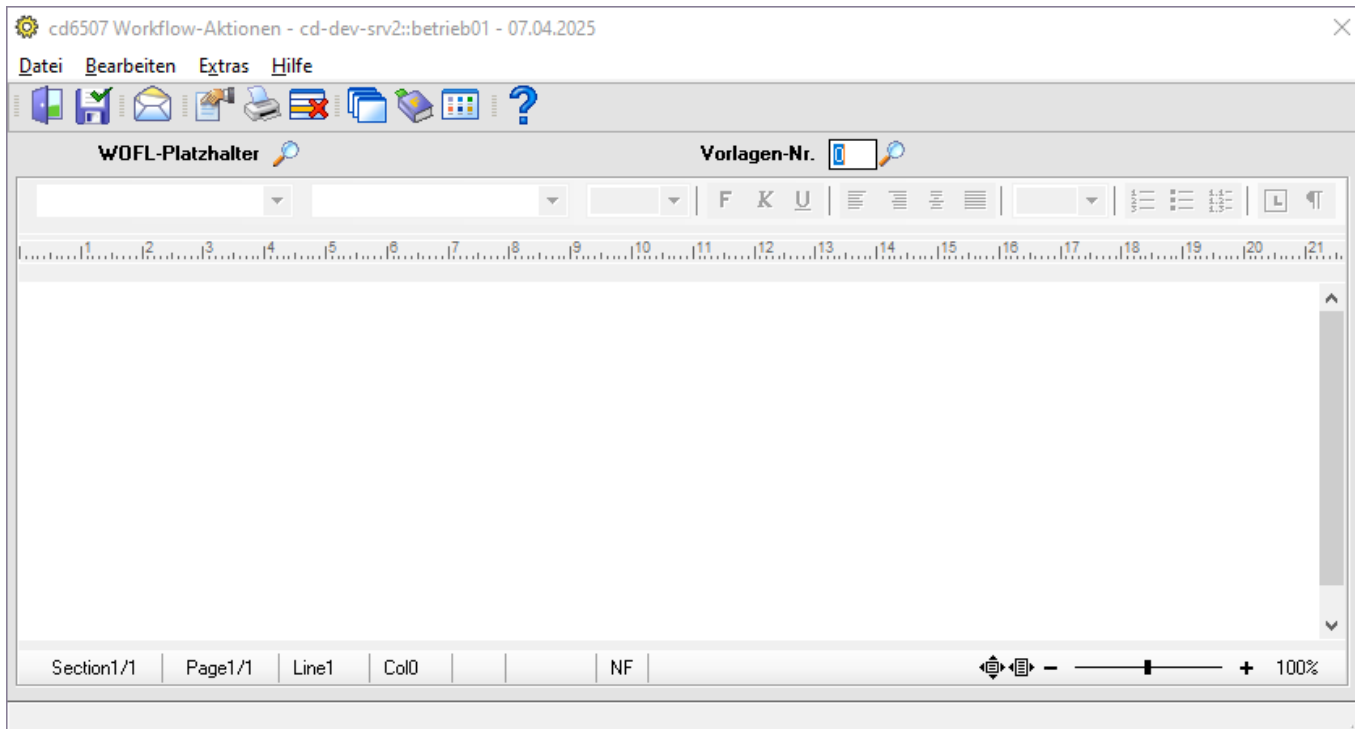 cd6507 Workflow-Aktionen - cd-dev-srv2::betrieb01 - 07.04.2025
Datei Bearbeiten Extras Hilfe
WOFL-Platzhalter Vorlagen-Nr. 0
F K U
1 2 3 4 5 6 7 8 9 10 11 12 13 14 15 16 17 18 19 20 21
Section1/1 Page1/1 Line1 Col0 NF 100%